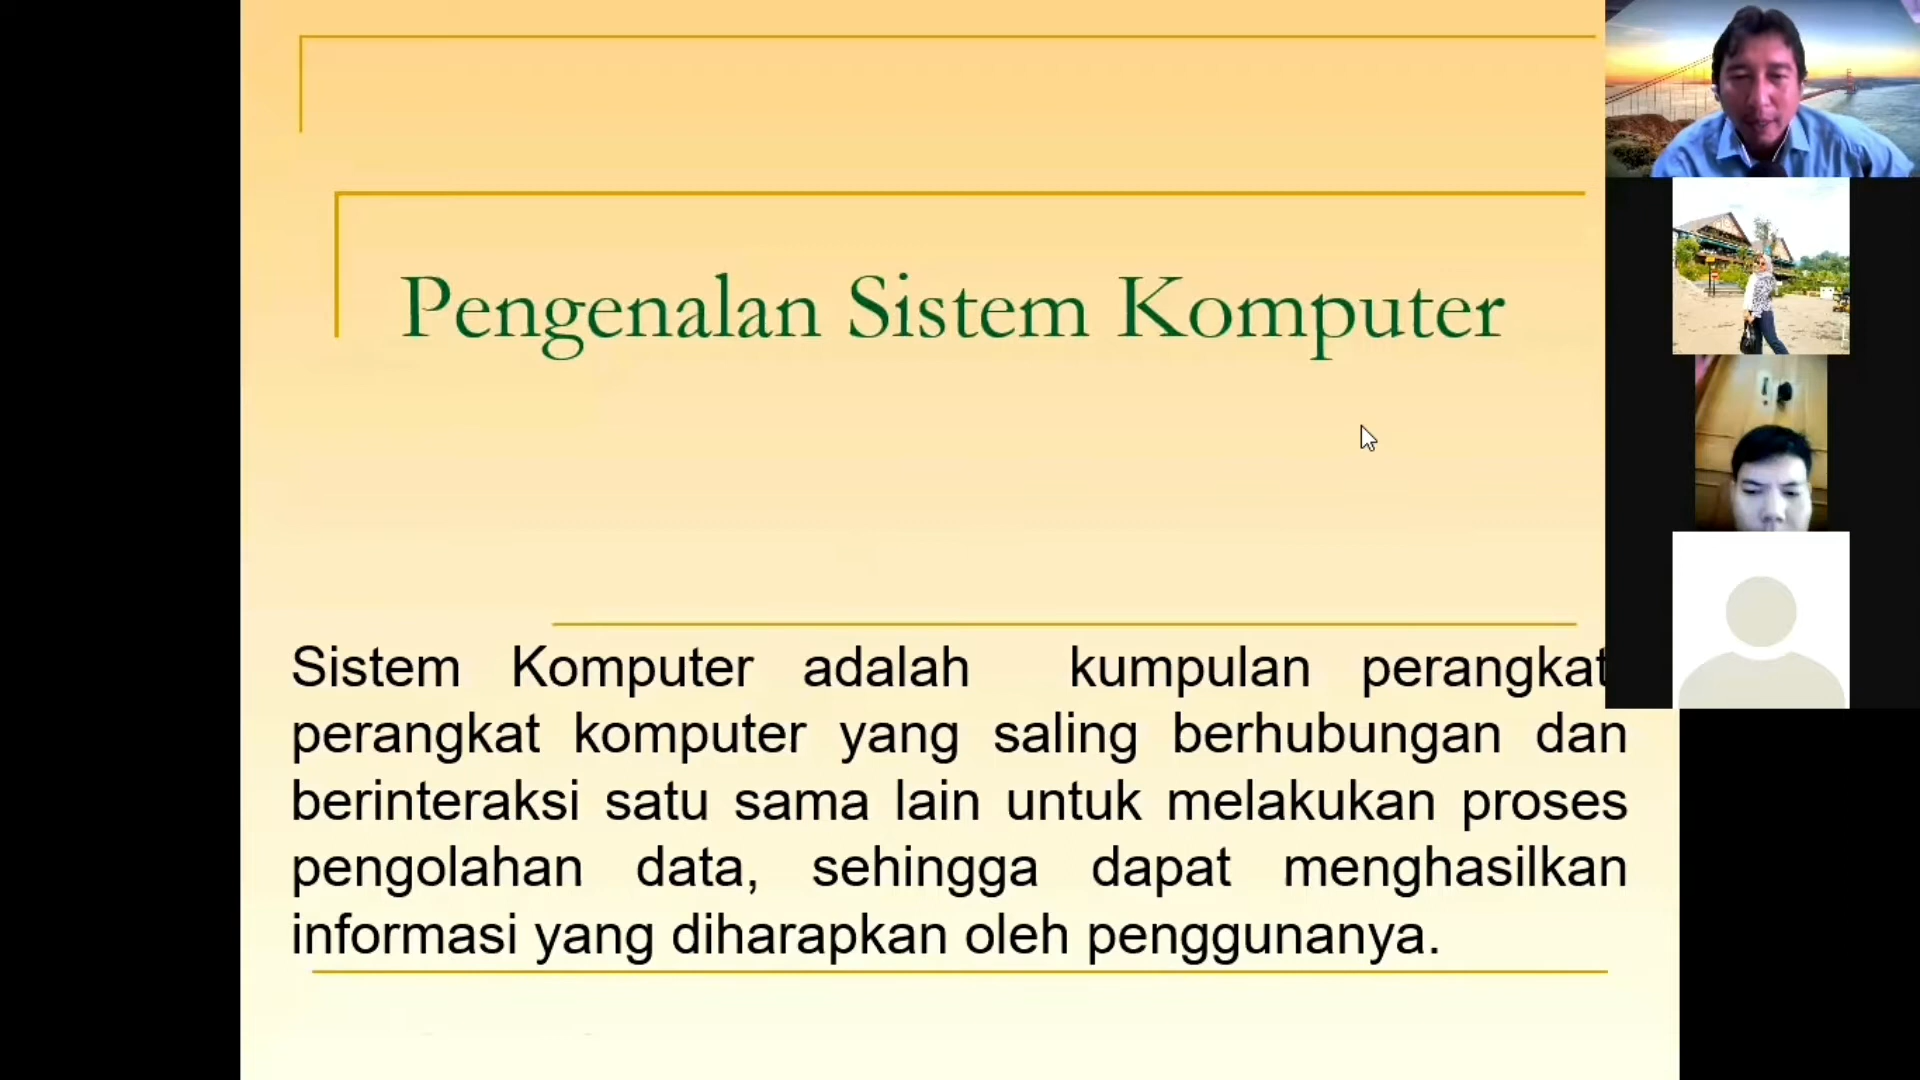 Pengenalan Sistem Komputer
Sistem Komputer adalah kumpulan perangkat
perangkat komputer yang saling berhubungan dan
berinteraksi satu sama lain untuk melakukan proses
pengolahan data, sehingga dapat menghasilkan
informasi yang diharapkan oleh penggunanya.